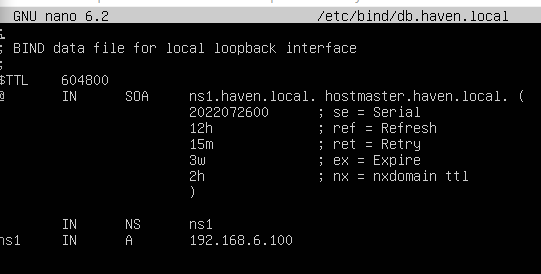 GNU nano 6.2 /etc/bind/db.haven.local
;
; BIND data file for local loopback interface
;
$TTL 604800
@ IN SOA ns1.haven.local. hostmaster.haven.local. (
2022072600 ; se = Serial
12h ; ref = Refresh
15m ; ret = Retry
3w ; ex = Expire
2h ; nx = nxdomain ttl
)
IN NS ns1
ns1 IN A 192.168.6.100